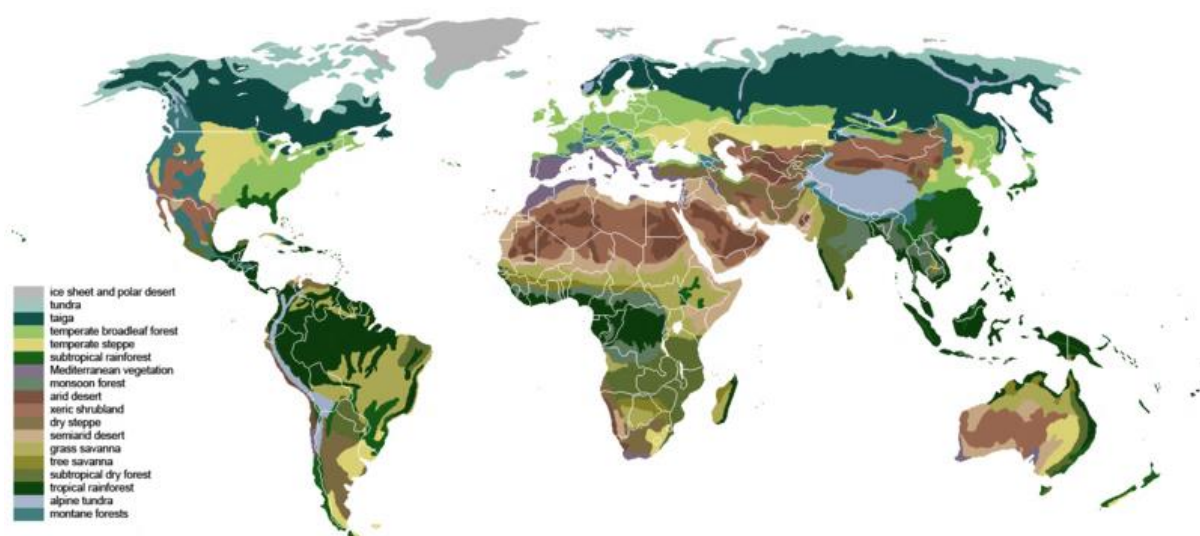 ice sheet and polar desert
tundra
taiga
temperate broadleaf forest
temperate steppe
subtropical rainforest
Mediterranean vegetation
monsoon forest
arid desert
xeric shrubland
dry steppe
semiarid desert
grass savanna
tree savanna
subtropical dry forest
tropical rainforest
alpine tundra
montane forests